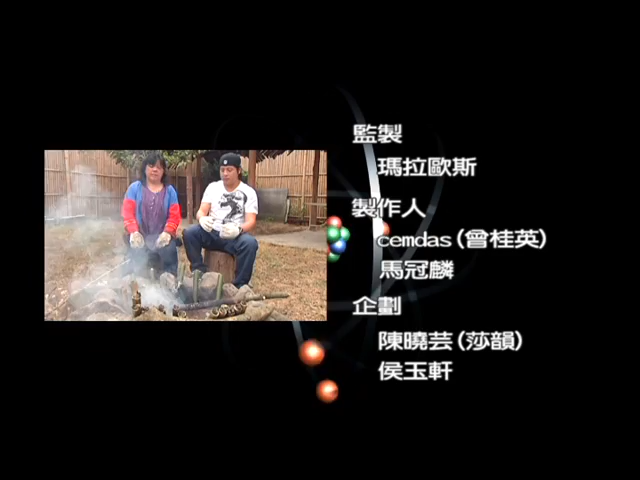 監製
瑪拉歐斯
製作人
cemdas(曾桂英)
馬冠麟
企劃
陳曉芸(莎韻)
侯玉軒